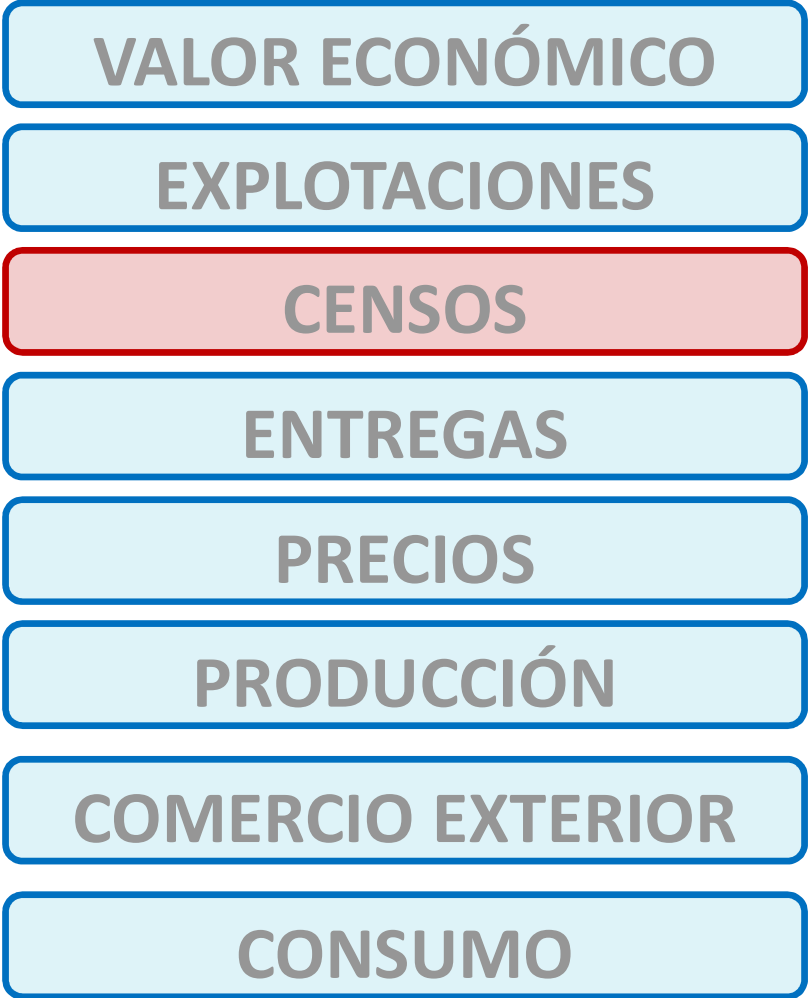 VALOR ECONÓMICO
EXPLOTACIONES
CENSOS
ENTREGAS
PRECIOS
PRODUCCIÓN
COMERCIO EXTERIOR
CONSUMO